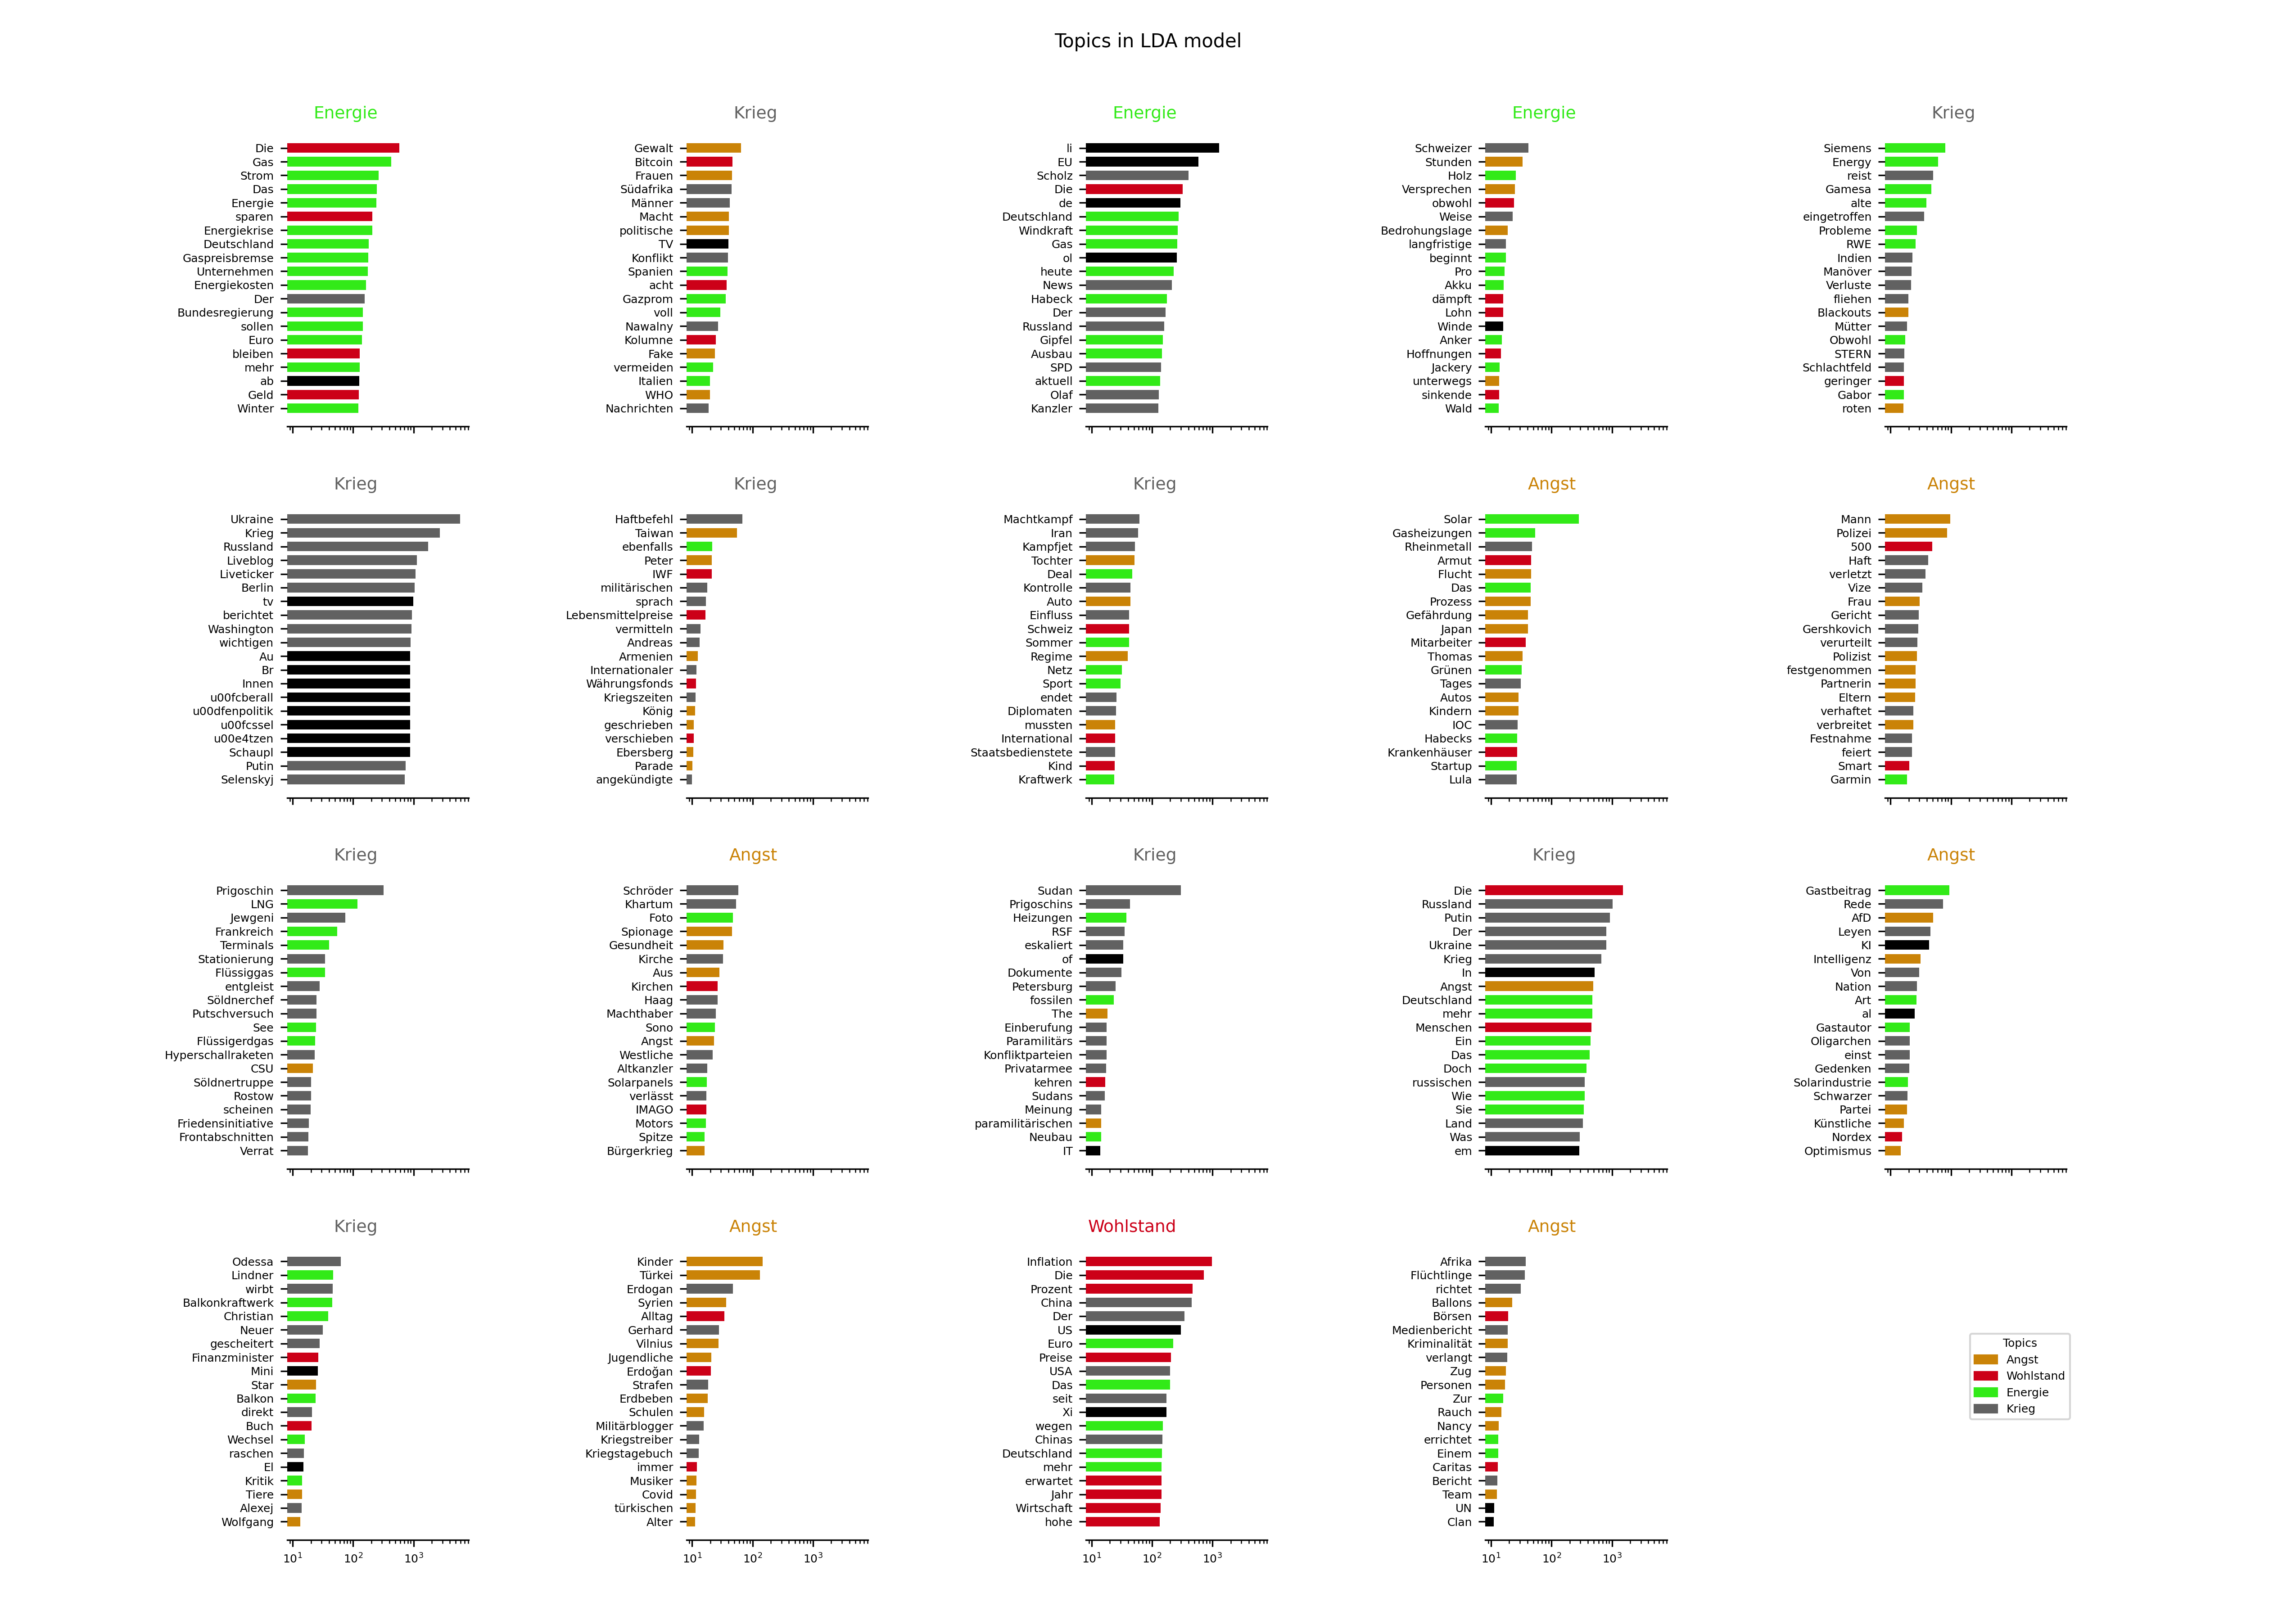 Topics in LDA model
Energie
Die
Gas
Strom
Das
Energie
sparen
Energiekrise
Deutschland
Gaspreisbremse
Unternehmen
Energiekosten
Der
Bundesregierung
sollen
Euro
bleiben
mehr
ab
Geld
Winter
Krieg
Gewalt
Bitcoin
Frauen
Südafrika
Männer
Macht
politische
TV
Konflikt
Spanien
acht
Gazprom
voll
Nawalny
Kolumne
Fake
vermeiden
Italien
WHO
Nachrichten
Energie
li
EU
Scholz
Die
de
Deutschland
Windkraft
Gas
ol
heute
News
Habeck
Der
Russland
Gipfel
Ausbau
SPD
aktuell
Olaf
Kanzler
Energie
Schweizer
Stunden
Holz
Versprechen
obwohl
Weise
Bedrohungslage
langfristige
beginnt
Pro
Akku
dämpft
Lohn
Winde
Anker
Hoffnungen
Jackery
unterwegs
sinkende
Wald
Krieg
Siemens
Energy
reist
Gamesa
alte
eingetroffen
Probleme
RWE
Indien
Manöver
Verluste
fliehen
Blackouts
Mütter
Obwohl
STERN
Schlachtfeld
geringer
Gabor
roten
Krieg
Ukraine
Krieg
Russland
Liveblog
Liveticker
Berlin
tv
berichtet
Washington
wichtigen
Au
Br
Innen
u00fcberall
u00dfenpolitik
u00fcssel
u00e4tzen
Schaupl
Putin
Selenskyj
Krieg
Haftbefehl
Taiwan
ebenfalls
Peter
IWF
militärischen
sprach
Lebensmittelpreise
vermitteln
Andreas
Armenien
Internationaler
Währungsfonds
Kriegszeiten
König
geschrieben
verschieben
Ebersberg
Parade
angekündigte
Krieg
Machtkampf
Iran
Kampfjet
Tochter
Deal
Kontrolle
Auto
Einfluss
Schweiz
Sommer
Regime
Netz
Sport
endet
Diplomaten
mussten
International
Staatsbedienstete
Kind
Kraftwerk
Angst
Solar
Gasheizungen
Rheinmetall
Armut
Flucht
Das
Prozess
Gefährdung
Japan
Mitarbeiter
Thomas
Grünen
Tages
Autos
Kindern
IOC
Habecks
Krankenhäuser
Startup
Lula
Angst
Mann
Polizei
500
Haft
verletzt
Vize
Frau
Gericht
Gershkovich
verurteilt
Polizist
festgenommen
Partnerin
Eltern
verhaftet
verbreitet
Festnahme
feiert
Smart
Garmin
Krieg
Prigoschin
LNG
Jewgeni
Frankreich
Terminals
Stationierung
Flüssiggas
entgleist
Söldnerchef
Putschversuch
See
Flüssigerdgas
Hyperschallraketen
CSU
Söldnertruppe
Rostow
scheinen
Friedensinitiative
Frontabschnitten
Verrat
Angst
Schröder
Khartum
Foto
Spionage
Gesundheit
Kirche
Aus
Kirchen
Haag
Machthaber
Sono
Angst
Westliche
Altkanzler
Solarpanels
verlässt
IMAGO
Motors
Spitze
Bürgerkrieg
Krieg
Sudan
Prigoschins
Heizungen
RSF
eskaliert
of
Dokumente
Petersburg
fossilen
The
Einberufung
Paramilitärs
Konfliktparteien
Privatarmee
kehren
Sudans
Meinung
paramilitärischen
Neubau
IT
Krieg
Die
Russland
Putin
Der
Ukraine
Krieg
In
Angst
Deutschland
mehr
Menschen
Ein
Das
Doch
russischen
Wie
Sie
Land
Was
em
Angst
Gastbeitrag
Rede
AfD
Leyen
KI
Intelligenz
Von
Nation
Art
al
Gastautor
Oligarchen
einst
Gedenken
Solarindustrie
Schwarzer
Partei
Künstliche
Nordex
Optimismus
Krieg
Odessa
Lindner
wirbt
Balkonkraftwerk
Christian
Neuer
gescheitert
Finanzminister
Mini
Star
Balkon
direkt
Buch
Wechsel
raschen
El
Kritik
Tiere
Alexej
Wolfgang
10¹ 10² 10³
Angst
Kinder
Türkei
Erdogan
Syrien
Alltag
Gerhard
Vilnius
Jugendliche
Erdoğan
Strafen
Erdbeben
Schulen
Militärblogger
Kriegstreiber
Kriegstagebuch
immer
Musiker
Covid
türkischen
Alter
10¹ 10² 10³
Wohlstand
Inflation
Die
Prozent
China
Der
US
Euro
Preise
USA
Das
seit
Xi
wegen
Chinas
Deutschland
mehr
erwartet
Jahr
Wirtschaft
hohe
10¹ 10² 10³
Angst
Afrika
Flüchtlinge
richtet
Ballons
Börsen
Medienbericht
Kriminalität
verlangt
Zug
Personen
Zur
Rauch
Nancy
errichtet
Einem
Caritas
Bericht
Team
UN
Clan
10¹ 10² 10³
Topics
Angst
Wohlstand
Energie
Krieg